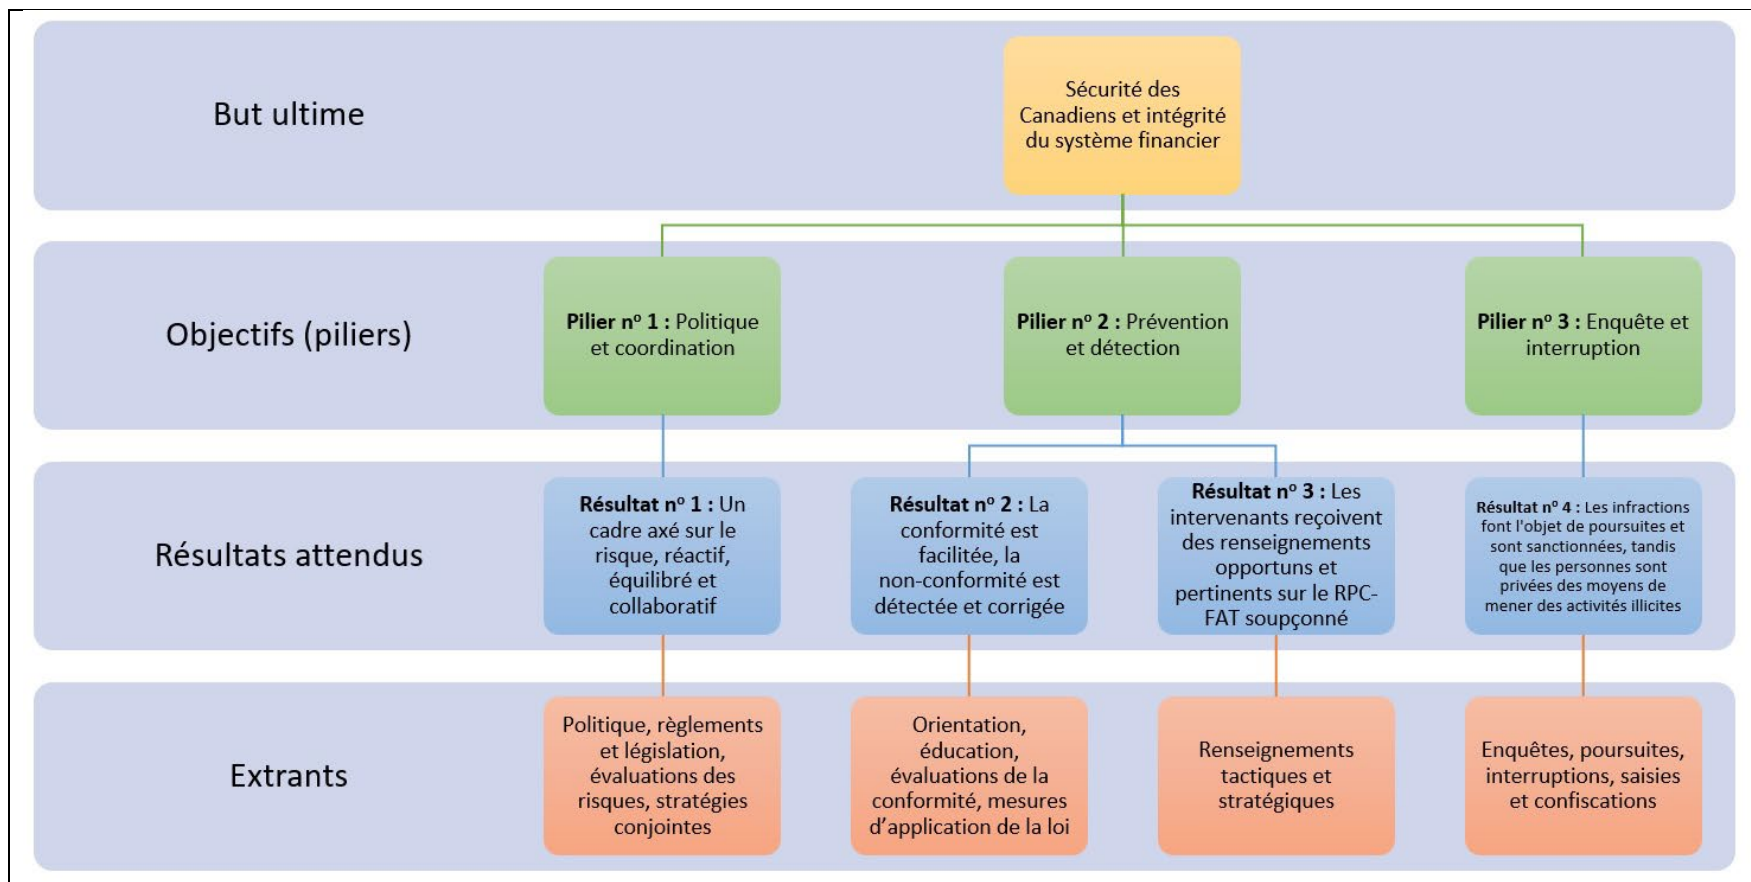 But ultime
Sécurité des
Canadiens et intégrité
du système financier
Objectifs (piliers)
Pilier nº 1 : Politique
et coordination
Pilier nº 2 : Prévention
et détection
Pilier nº 3 : Enquête et
interruption
Résultats attendus
Résultat nº 1 : Un
cadre axé sur le
risque, réactif,
équilibré et
collaboratif
Résultat nº 2 : La
conformité est
facilitée, la
non-conformité est
détectée et corrigée
Résultat nº 3 : Les
intervenants reçoivent
des renseignements
opportuns et
pertinents sur le RPC-
FAT soupçonné
Résultat nº 4 : Les infractions
font l'objet de poursuites et
sont sanctionnées, tandis
que les personnes sont
privées des moyens de
mener des activités illicites
Extrants
Politique, règlements
et législation,
évaluations des
risques, stratégies
conjointes
Orientation,
éducation,
évaluations de la
conformité, mesures
d’application de la loi
Renseignements
tactiques et
stratégiques
Enquêtes, poursuites,
interruptions, saisies
et confiscations